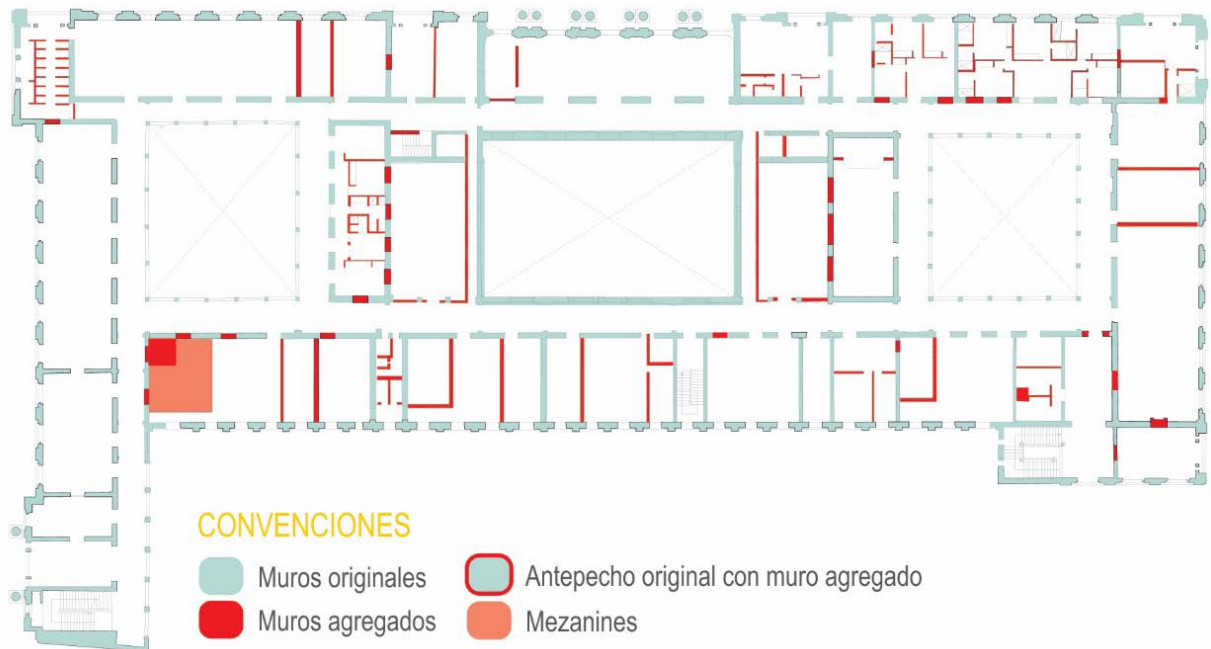 CONVENCIONES
Muros originales
Antepecho original con muro agregado
Muros agregados
Mezanines